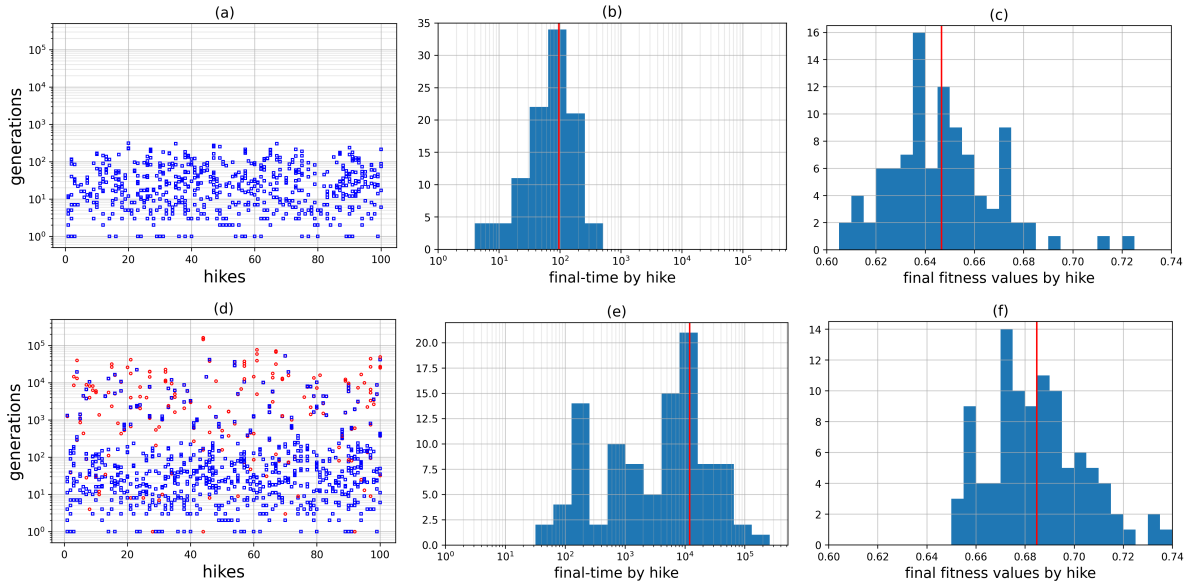 (a)
(b)
(c)
generations
10⁵
10⁴
10³
10²
10¹
10⁰
0 20 40 60 80 100
hikes
35
30
25
20
15
10
5
0
10⁰ 10¹ 10² 10³ 10⁴ 10⁵
final-time by hike
16
14
12
10
8
6
4
2
0
0.60 0.62 0.64 0.66 0.68 0.70 0.72 0.74
final fitness values by hike
(d)
(e)
(f)
generations
10⁵
10⁴
10³
10²
10¹
10⁰
0 20 40 60 80 100
hikes
20.0
17.5
15.0
12.5
10.0
7.5
5.0
2.5
0.0
10⁰ 10¹ 10² 10³ 10⁴ 10⁵
final-time by hike
14
12
10
8
6
4
2
0
0.60 0.62 0.64 0.66 0.68 0.70 0.72 0.74
final fitness values by hike